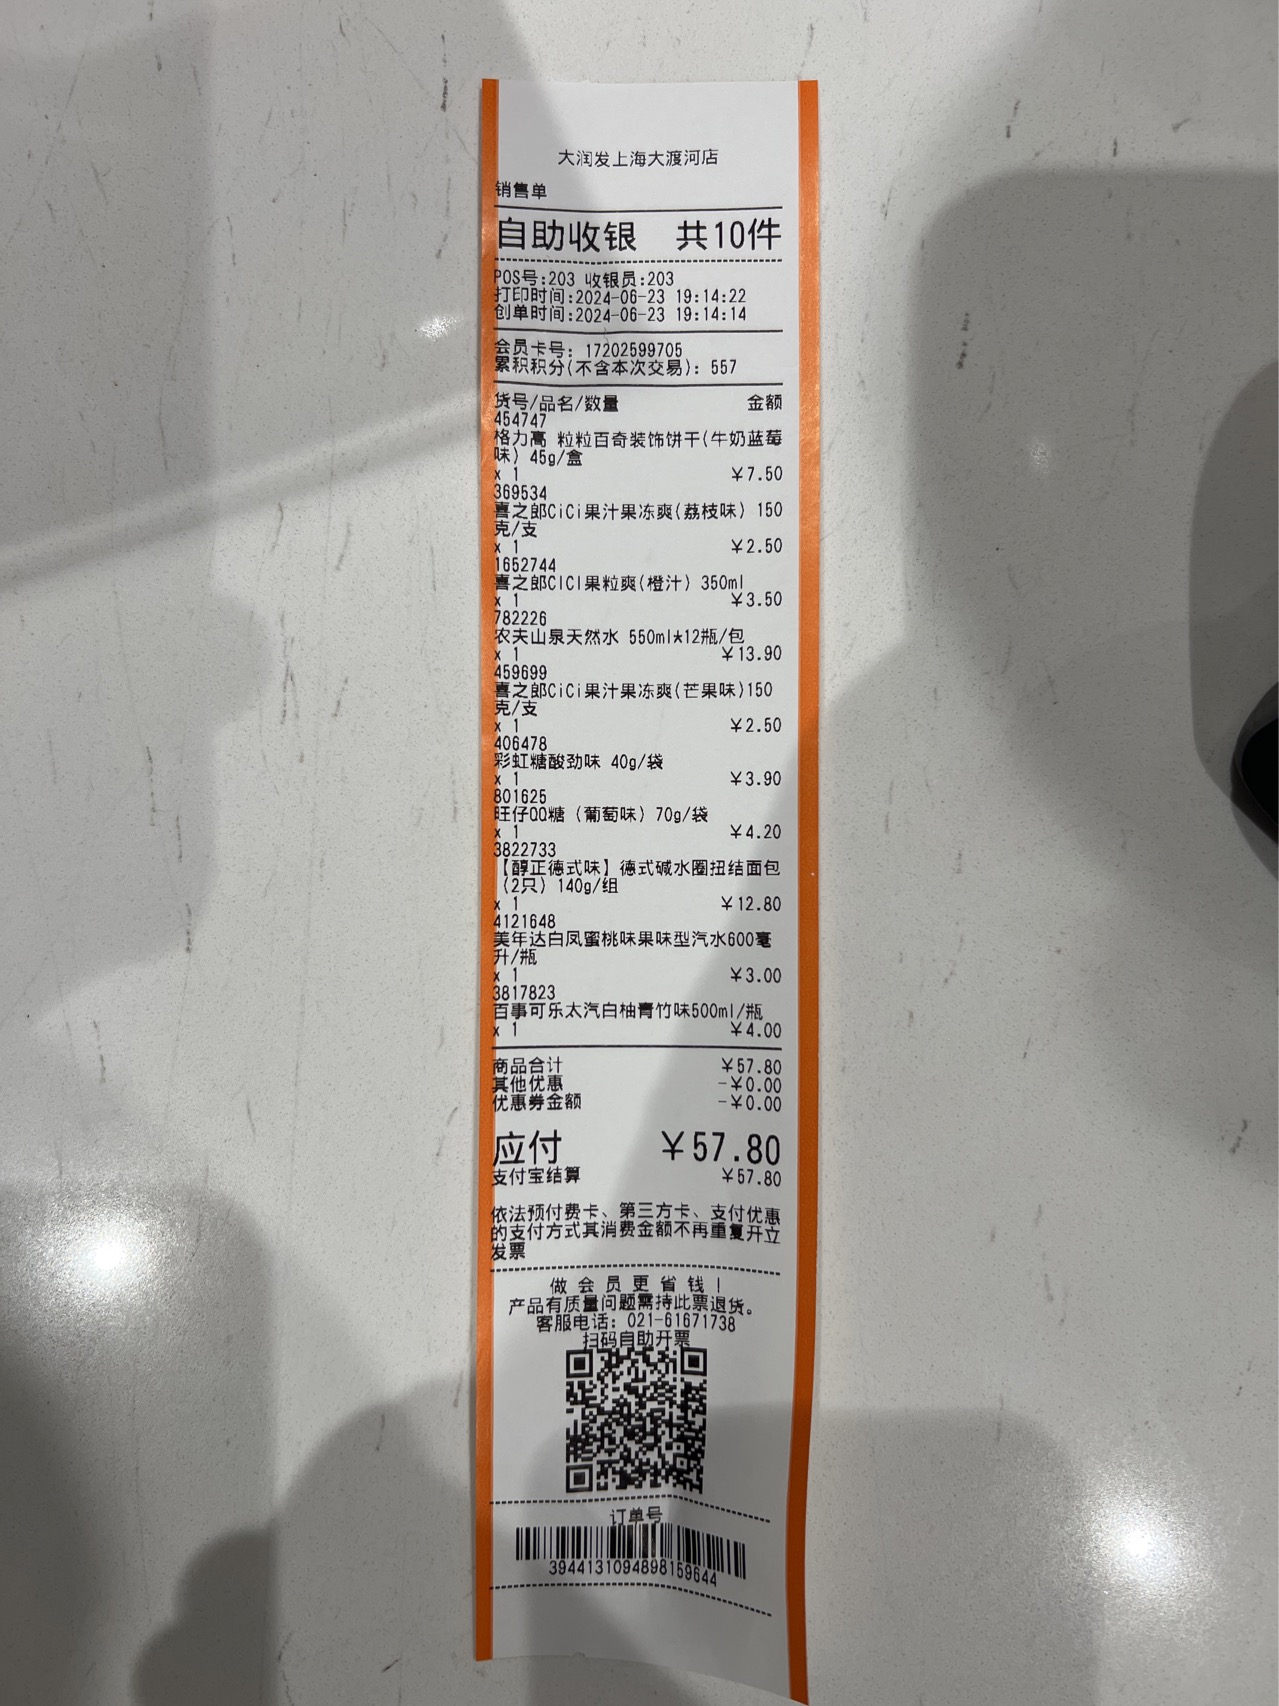 大润发上海大渡河店
销售单
自助收银 共10件
POS号:203 收银员:203
打印时间:2024-06-23 19:14:22
创单时间:2024-06-23 19:14:14
会员卡号: 17202599705
累积积分(不含本次交易): 557
货号/品名/数量 金额
454747
格力高 粒粒百奇装饰饼干(牛奶蓝莓
味) 45g/盒
x 1 ￥7.50
369534
喜之郎CiCi果汁果冻爽(荔枝味) 150
克/支
x 1 ￥2.50
1652744
喜之郎CICI果粒爽(橙汁) 350ml
x 1 ￥3.50
782226
农夫山泉天然水 550ml*12瓶/包
x 1 ￥13.90
459699
喜之郎CiCi果汁果冻爽(芒果味)150
克/支
x 1 ￥2.50
406478
彩虹糖酸劲味 40g/袋
x 1 ￥3.90
801625
旺仔QQ糖（葡萄味）70g/袋
x 1 ￥4.20
3822733
【醇正德式味】德式碱水圈扭结面包
（2只）140g/组
x 1 ￥12.80
4121648
美年达白凤蜜桃味果味型汽水600毫
升/瓶
x 1 ￥3.00
3817823
百事可乐太汽白柚青竹味500ml/瓶
x 1 ￥4.00
商品合计 ￥57.80
其他优惠 -￥0.00
优惠券金额 -￥0.00
应付 ￥57.80
支付宝结算 ￥57.80
依法预付费卡、第三方卡、支付优惠
的支付方式其消费金额不再重复开立
发票
做会员更省钱！
产品有质量问题需持此票退货。
客服电话: 021-61671738
扫码自助开票
订单号
3944131094898159644